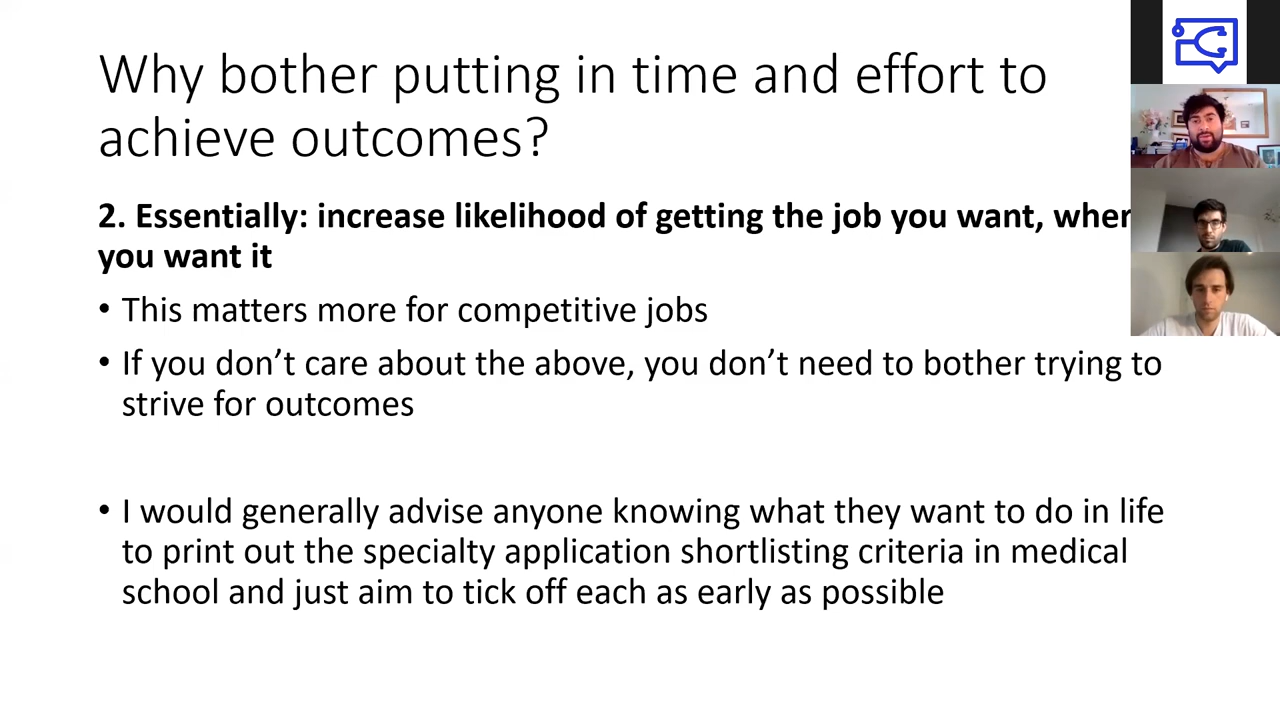 Why bother putting in time and effort to
achieve outcomes?
2. Essentially: increase likelihood of getting the job you want, wher
you want it
• This matters more for competitive jobs
• If you don’t care about the above, you don’t need to bother trying to
strive for outcomes
• I would generally advise anyone knowing what they want to do in life
to print out the specialty application shortlisting criteria in medical
school and just aim to tick off each as early as possible